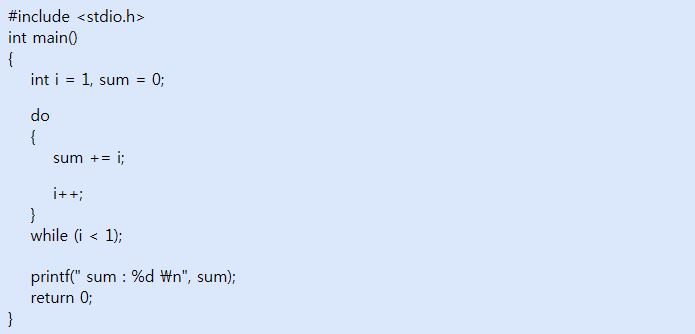 #include <stdio.h>
int main()
{
int i = 1, sum = 0;
do
{
sum += i;
i++;
}
while (i < 1);
printf(" sum : %d ₩n", sum);
return 0;
}